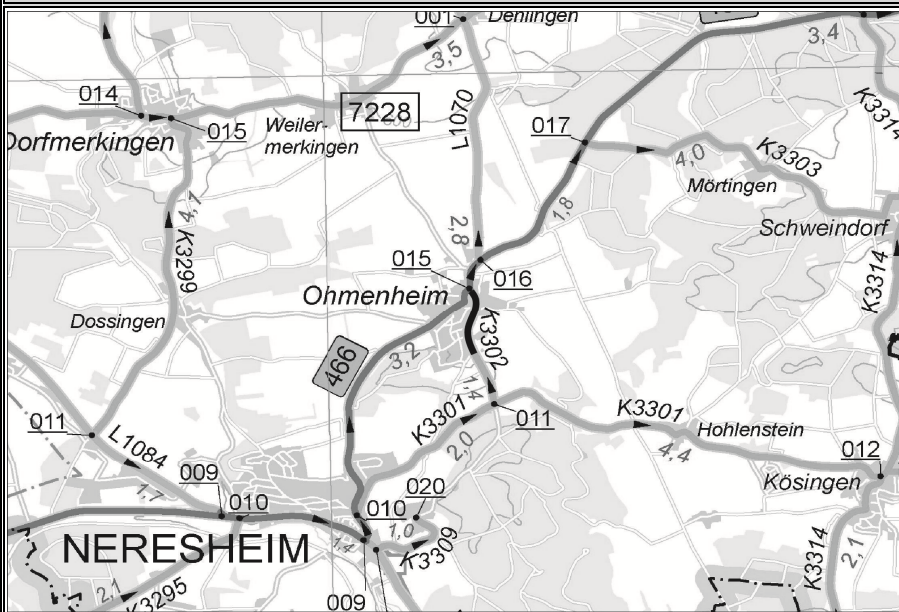 001
Dehlingen
3,5
3,4
014
015
7228
Dorfmerkingen
Weiler-
merkingen
L1070
017
4,0
K3303
K3314
Mörtingen
4,1
K3299
1,8
Schweindorf
2,8
015
016
Ohmenheim
K3314
Dossingen
K3302
466
3,2
1,4
K3301
011
K3301
011
2,0
Hohlenstein
L1084
4,4
012
009
1,7
010
010
020
Kösingen
1,0
NERESHEIM
1,4
K3309
K3314
2,1
2,1
K3295
009